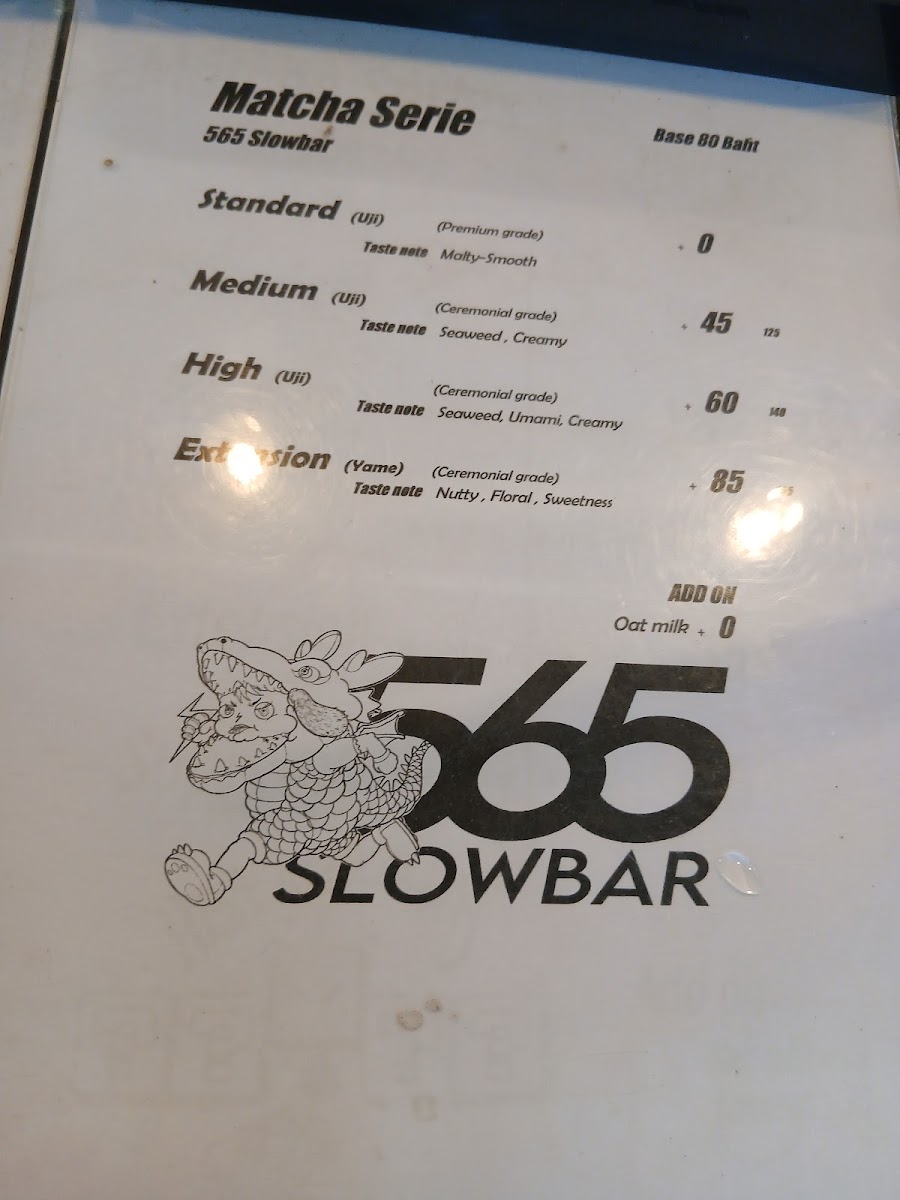 Matcha Serie
565 Slowbar
Base 80 Baht
Standard (Uji) (Premium grade) + 0
Taste note Malty-Smooth
Medium (Uji) (Ceremonial grade) + 45 125
Taste note Seaweed , Creamy
High (Uji) (Ceremonial grade) + 60 140
Taste note Seaweed, Umami, Creamy
Extension (Yame) (Ceremonial grade) + 85
Taste note Nutty , Floral , Sweetness
ADD ON
Oat milk + 0
565
SLOWBAR